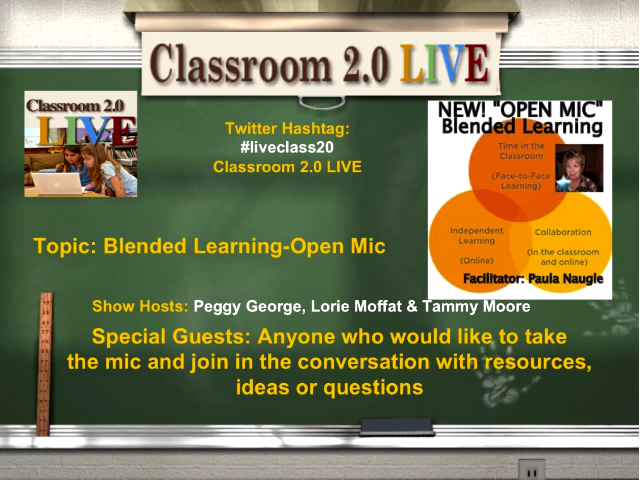 Classroom 2.0 LIVE
Classroom 2.0
LIVE
Twitter Hashtag:
#liveclass20
Classroom 2.0 LIVE
NEW! "OPEN MIC"
Blended Learning
Time in the
Classroom
(Face-to-Face
Learning)
Independent
Learning
(Online)
Collaboration
(In the classroom
and online)
Facilitator: Paula Naugle
Topic: Blended Learning-Open Mic
Show Hosts: Peggy George, Lorie Moffat & Tammy Moore
Special Guests: Anyone who would like to take
the mic and join in the conversation with resources,
ideas or questions